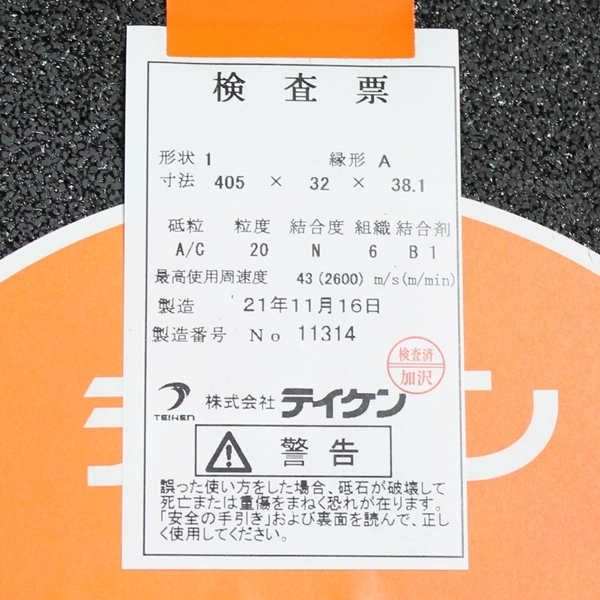 検査票
形状 1 縁形 A
寸法 405 × 32 × 38.1
砥粒 粒度 結合度 組織 結合剤
A/C 20 N 6 B 1
最高使用周速度 43 (2600) m/s(m/min)
製造 21年11月16日
製造番号 No 11314
検査済
加沢
TEIKEN 株式会社 テイケン
テイケン
警告
誤った使い方をした場合、砥石が破壊して
死亡または重傷をまねく恐れが在ります。
「安全の手引き」および裏面を読んで、正し
く使用してください。